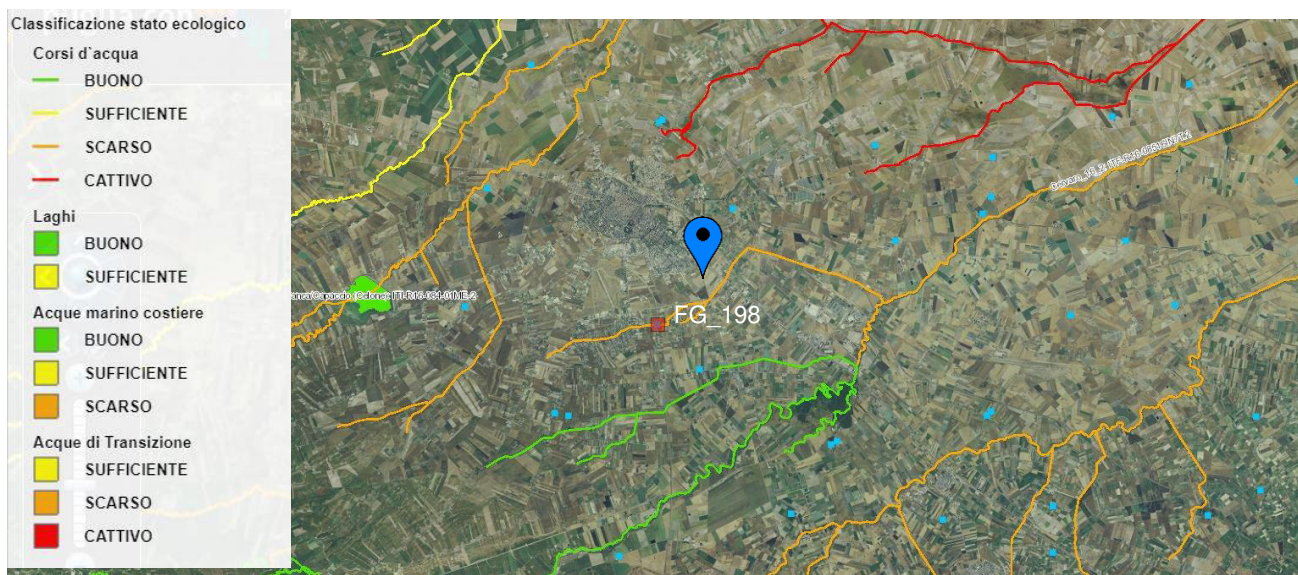 Classificazione stato ecologico
Corsi d`acqua
BUONO
SUFFICIENTE
SCARSO
CATTIVO
Laghi
BUONO
SUFFICIENTE
Acque marino costiere
BUONO
SUFFICIENTE
SCARSO
Acque di Transizione
SUFFICIENTE
SCARSO
CATTIVO
FG_198